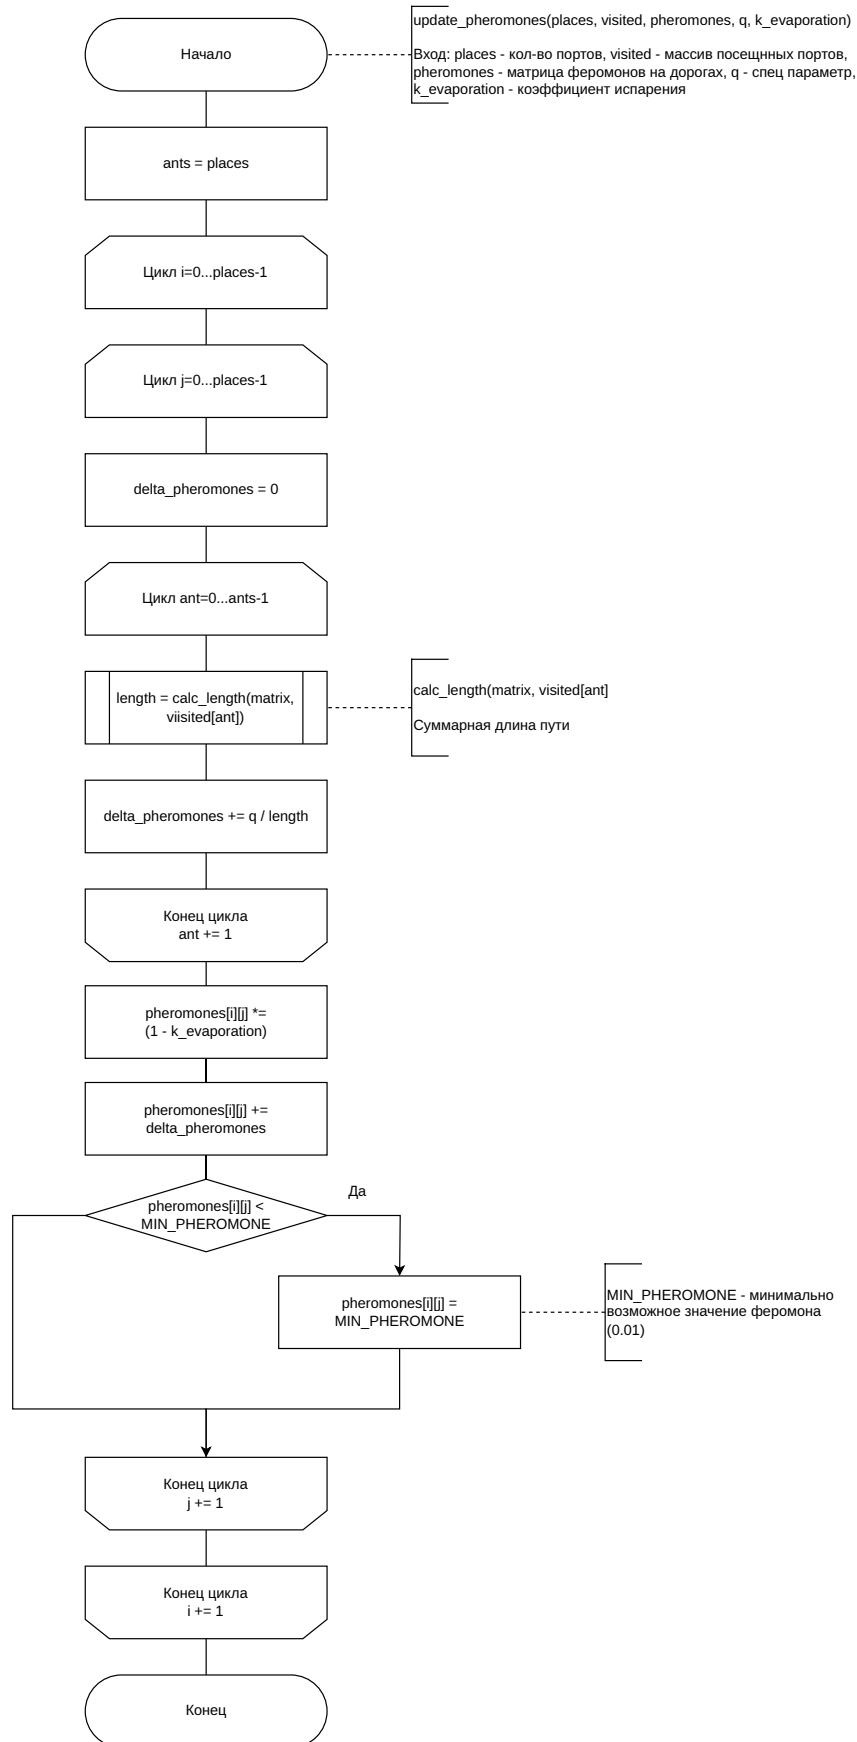 update_pheromones(places, visited, pheromones, q, k_evaporation)
Начало
Вход: places - кол-во портов, visited - массив посещнных портов,
pheromones - матрица феромонов на дорогах, q - спец параметр,
k_evaporation - коэффициент испарения
ants = places
Цикл i=0...places-1
Цикл j=0...places-1
delta_pheromones = 0
Цикл ant=0...ants-1
length = calc_length(matrix,
viisited[ant])
calc_length(matrix, visited[ant]
Суммарная длина пути
delta_pheromones += q / length
Конец цикла
ant += 1
pheromones[i][j] *=
(1 - k_evaporation)
pheromones[i][j] +=
delta_pheromones
pheromones[i][j] <
MIN_PHEROMONE
Да
pheromones[i][j] =
MIN_PHEROMONE
MIN_PHEROMONE - минимально
возможное значение феромона
(0.01)
Конец цикла
j += 1
Конец цикла
i += 1
Конец